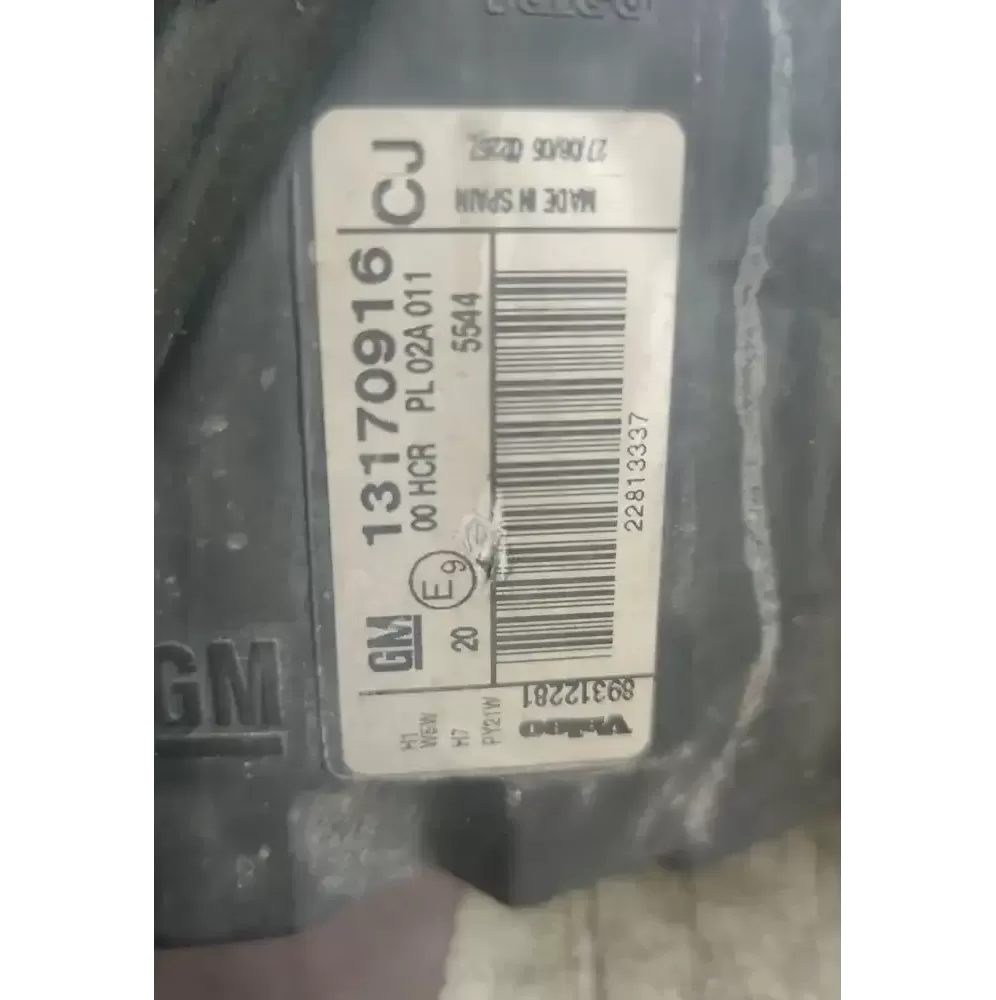 CJ
27/06/05
MADE IN SPAIN
13170916
00 HCR PL 02A 011
5544
E9
20
GM
22813337
H1
W5W
H7
PY21W
89312281
Valeo
GM